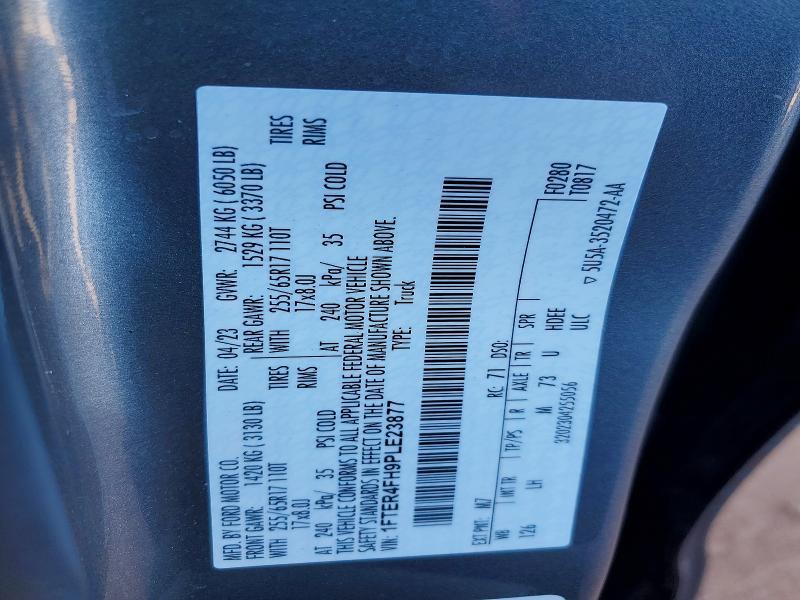 MFD. BY FORD MOTOR CO. DATE: 04/23 GVWR: 2744 KG ( 6050 LB)
FRONT GAWR: 1420 KG ( 3130 LB) REAR GAWR: 1529 KG ( 3370 LB)
WITH 255/65R17 110T TIRES WITH 255/65R17 110T TIRES
17x8.0J RIMS 17x8.0J RIMS
AT 240 kPa/ 35 PSI COLD AT 240 kPa/ 35 PSI COLD
THIS VEHICLE CONFORMS TO ALL APPLICABLE FEDERAL MOTOR VEHICLE
SAFETY STANDARDS IN EFFECT ON THE DATE OF MANUFACTURE SHOWN ABOVE.
VIN: 1FTER4FH9PLE23877 TYPE: Truck
EXT PNT: M7 RC: 71 DSO: F0280
WB INTTR TP/PS R AXLE TR SPR T0817
126 LH M 73 U HDEE
3202304255056 ULC ▽ 5U5A-3520472-AA